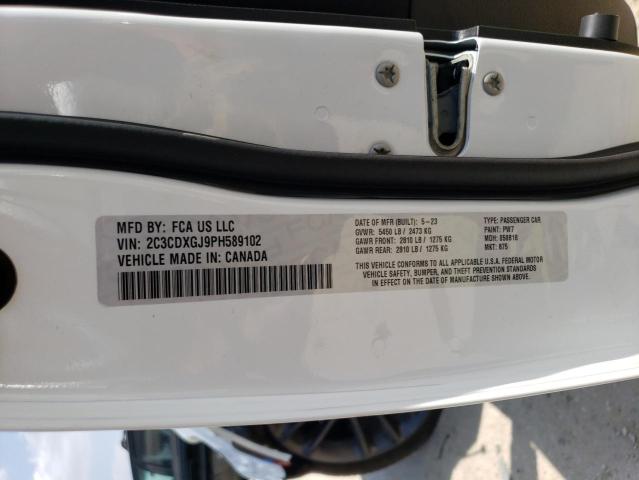 MFD BY: FCA US LLC
VIN: 2C3CDXGJ9PH589102
VEHICLE MADE IN: CANADA
DATE OF MFR (BUILT): 5-23
GVWR: 5450 LB / 2473 KG
GAWR FRONT: 2810 LB / 1275 KG
GAWR REAR: 2810 LB / 1275 KG
TYPE: PASSENGER CAR
PAINT: PW7
MDH: 050818
MNT: 875
THIS VEHICLE CONFORMS TO ALL APPLICABLE U.S.A. FEDERAL MOTOR
VEHICLE SAFETY, BUMPER, AND THEFT PREVENTION STANDARDS
IN EFFECT ON THE DATE OF MANUFACTURE SHOWN ABOVE.